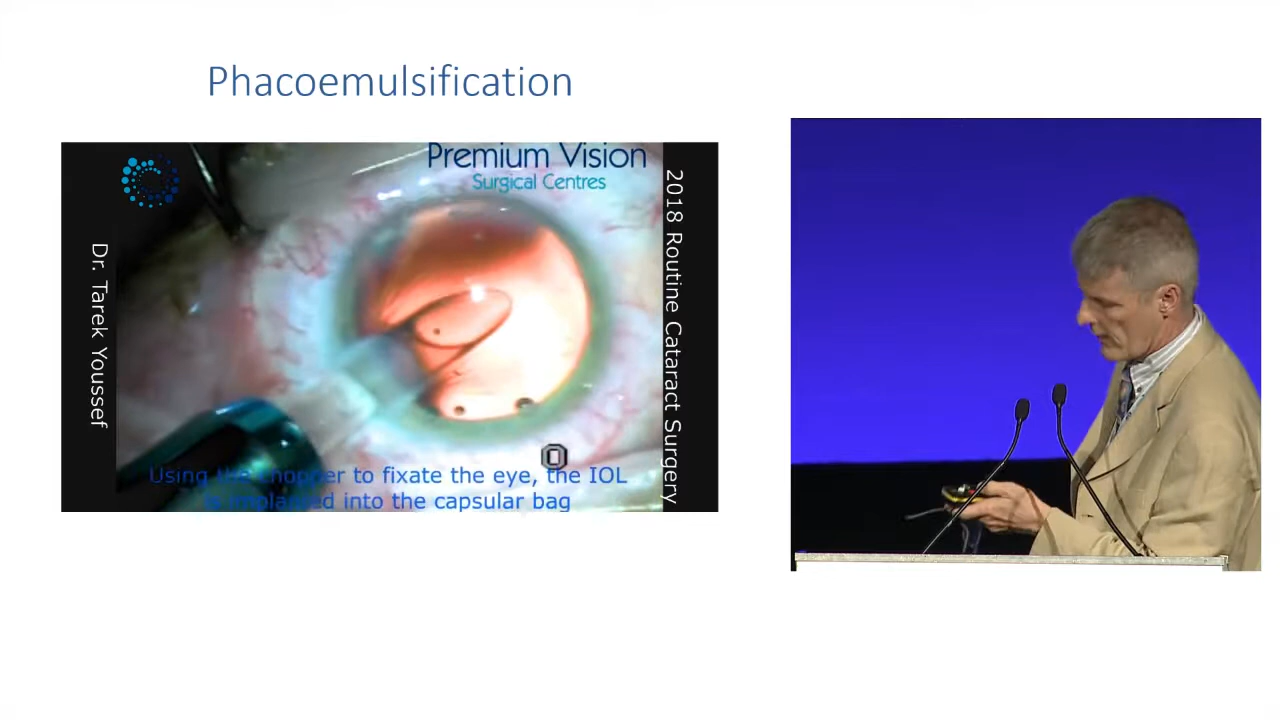 Phacoemulsification
Premium Vision
Surgical Centres
Dr. Tarek Youssef
2018 Routine Cataract Surgery
Using the chopper to fixate the eye, the IOL
is implanted into the capsular bag